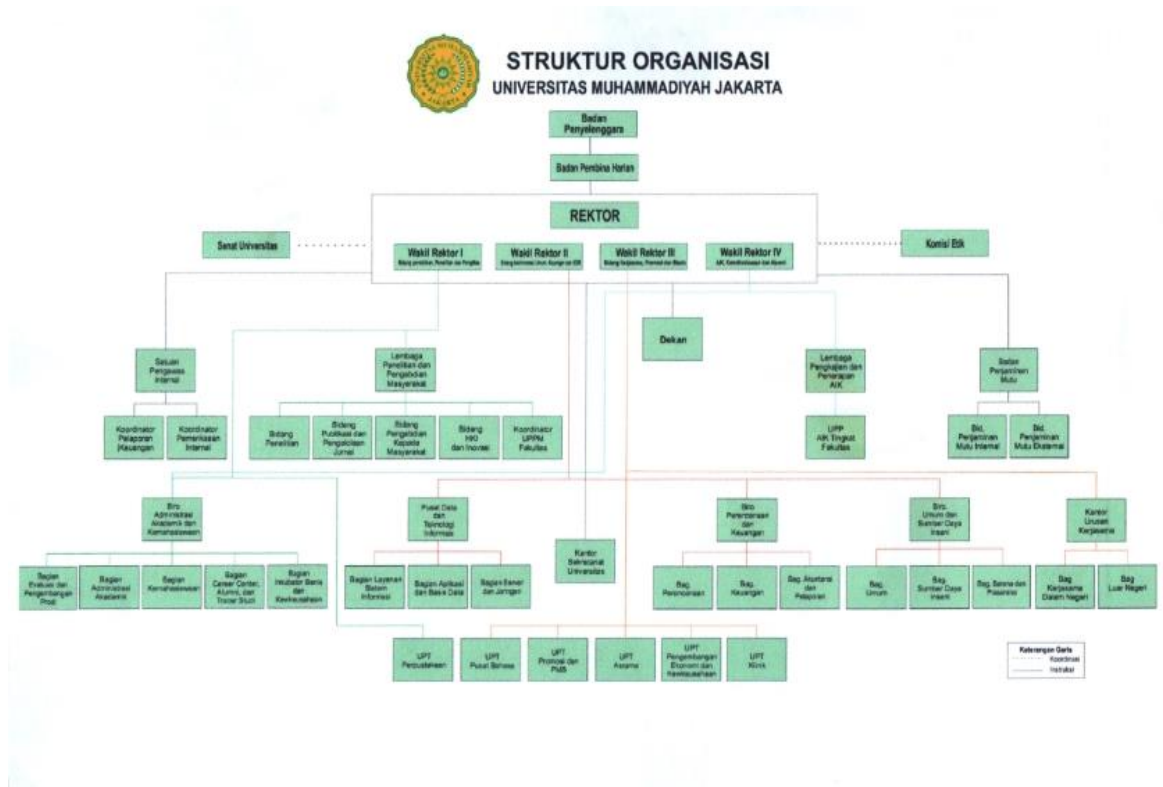 STRUKTUR ORGANISASI
UNIVERSITAS MUHAMMADIYAH JAKARTA
Badan
Penyelenggara
Badan Pembina Harian
REKTOR
Senat Universitas
Komisi Etik
Wakil Rektor I
Wakil Rektor II
Wakil Rektor III
Wakil Rektor IV
Dekan
Satuan
Pengawas
Internal
Lembaga
Penelitian dan
Pengabdian
Masyarakat
Lembaga
Pengkajian dan
Penerapan
AIK
Badan
Penjaminan
Mutu
Koordinator
Pelaporan
Keuangan
Koordinator
Pemeriksaan
Internal
Bidang
Penelitian
Bidang
Publikasi dan
Pengelolaan
Jurnal
Bidang
Pengabdian
Kepada
Masyarakat
Bidang
HKI
dan Inovasi
Koordinator
UPPM
Fakultas
UPP
AIK Tingkat
Fakultas
Bid.
Penjaminan
Mutu Internal
Bid.
Penjaminan
Mutu Eksternal
Biro
Administrasi
Akademik dan
Kemahasiswaan
Pusat Data
dan
Teknologi
Informasi
Kantor
Sekretariat
Universitas
Biro
Perencanaan
dan
Keuangan
Biro
Umum dan
Sumber Daya
Insani
Kantor
Urusan
Kerjasama
Bagian
Evaluasi dan
Pengembangan
Prodi
Bagian
Administrasi
Akademik
Bagian
Kemahasiswaan
Bagian
Career Center,
Alumni, dan
Tracer Studi
Bagian
Inkubator Bisnis
dan
Kewirausahaan
Bagian Layanan
Sistem
Informasi
Bagian Aplikasi
dan Basis Data
Bagian Server
dan Jaringan
Bag.
Perencanaan
Bag.
Keuangan
Bag. Akuntansi
dan
Pelaporan
Bag.
Umum
Bag.
Sumber Daya
Insani
Bag. Sarana dan
Prasarana
Bag
Kerjasama
Dalam Negeri
Bag
Luar Negeri
UPT
Perpustakaan
UPT
Pusat Bahasa
UPT
Promosi dan
PMB
UPT
Asrama
UPT
Pengembangan
Ekonomi dan
Kewirausahaan
UPT
Klinik
Keterangan Garis
Koordinasi
Instruksi